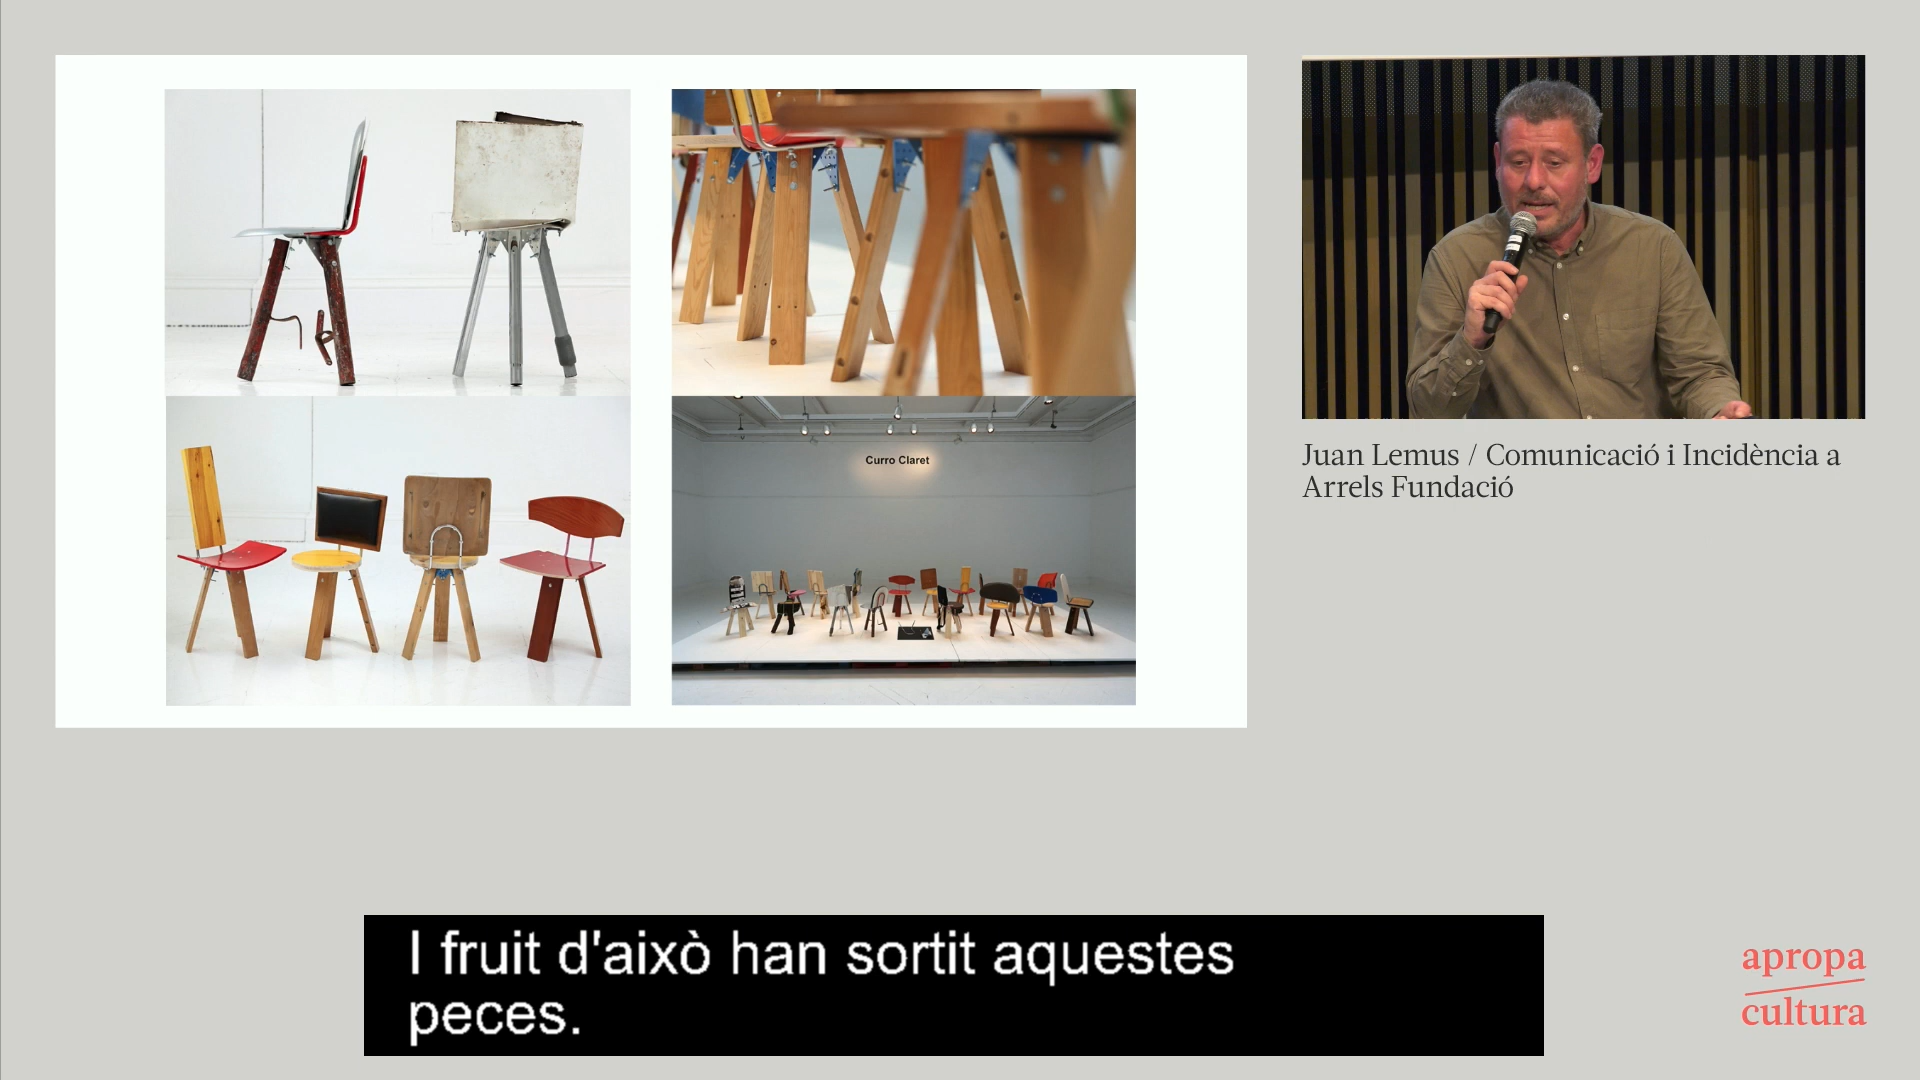 Curro Claret
Juan Lemus / Comunicació i Incidència a
Arrels Fundació
I fruit d'això han sortit aquestes
peces.
apropa
cultura